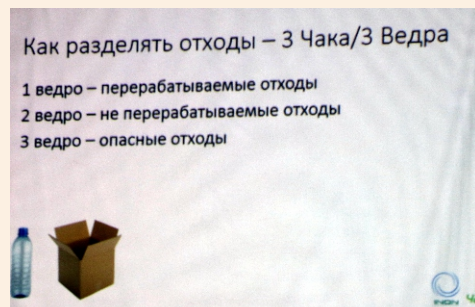 Как разделять отходы – 3 Чака/3 Ведра
1 ведро – перерабатываемые отходы
2 ведро – не перерабатываемые отходы
3 ведро – опасные отходы